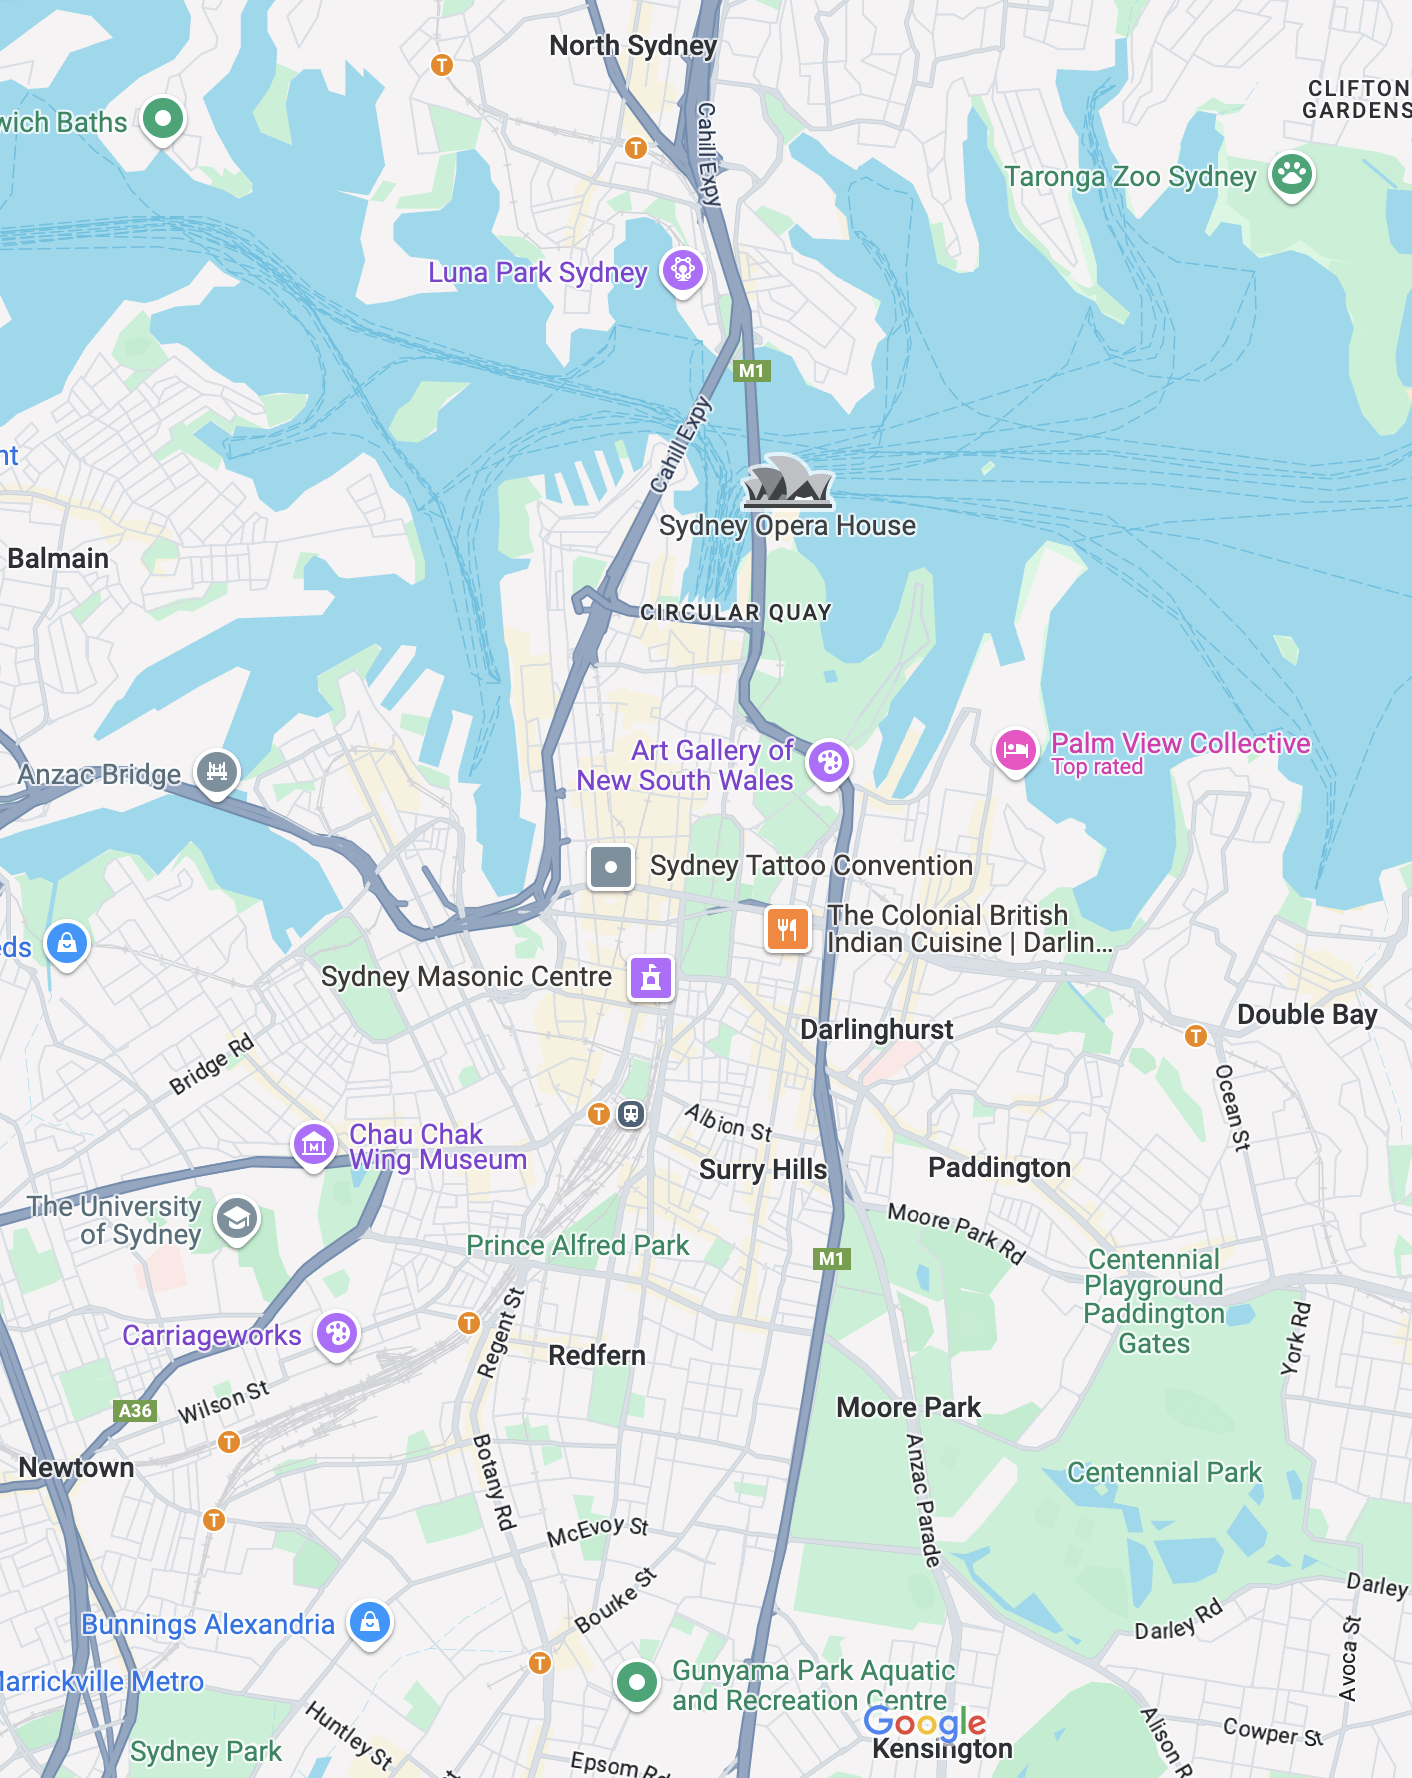 North Sydney
CLIFTON
GARDENS
wich Baths
Cahill Expy
Taronga Zoo Sydney
Luna Park Sydney
M1
Cahill Expy
nt
Sydney Opera House
Balmain
CIRCULAR QUAY
Art Gallery of
New South Wales
Palm View Collective
Top rated
Anzac Bridge
Sydney Tattoo Convention
The Colonial British
Indian Cuisine | Darlin...
eds
Sydney Masonic Centre
Double Bay
Darlinghurst
Bridge Rd
Ocean St
Albion St
Chau Chak
Wing Museum
Surry Hills
Paddington
The University
of Sydney
Moore Park Rd
Prince Alfred Park
M1
Centennial
Playground
Paddington
Gates
Regent St
York Rd
Carriageworks
Redfern
Wilson St
A36
Moore Park
Newtown
Botany Rd
Anzac Parade
Centennial Park
McEvoy St
Bourke St
Darley
Darley Rd
Avoca St
Bunnings Alexandria
Marrickville Metro
Gunyama Park Aquatic
and Recreation Centre
Google
Kensington
Huntley St
Alison R
Cowper St
Sydney Park
Epsom Rd